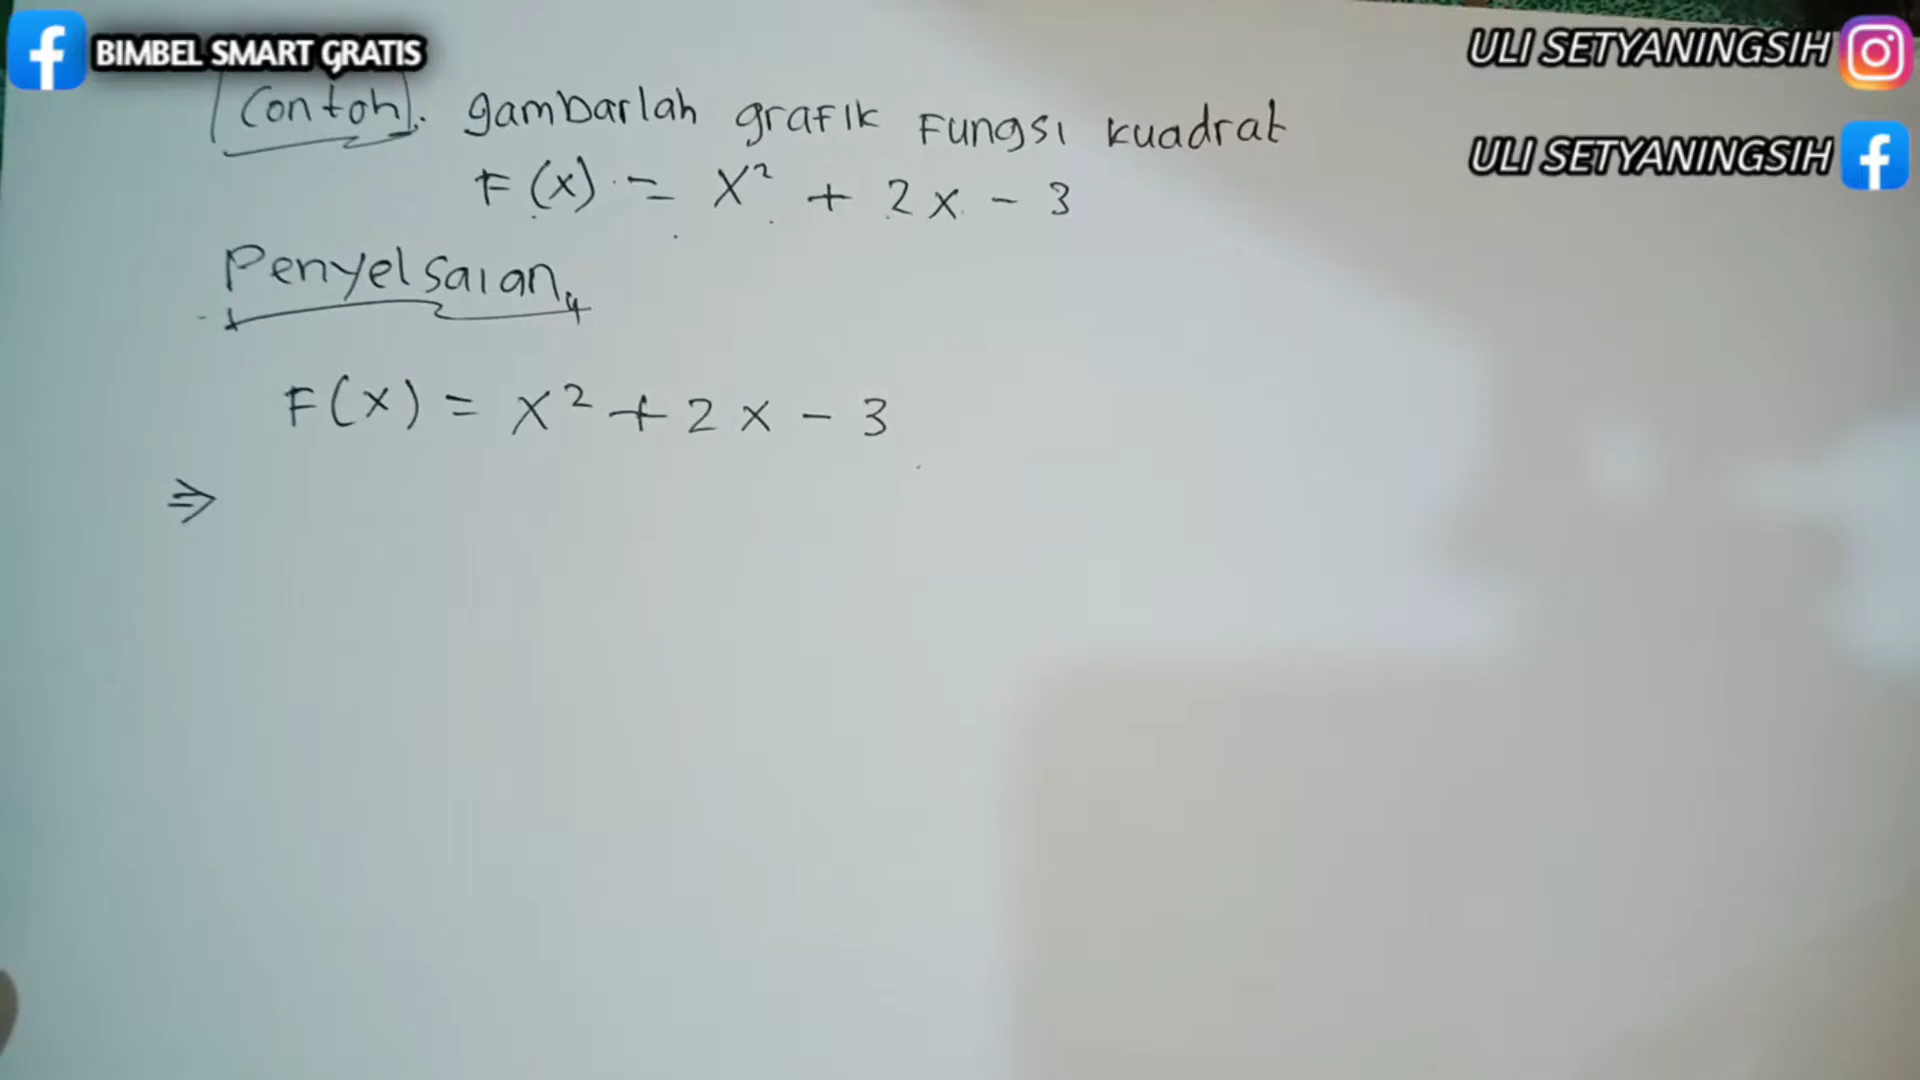 BIMBEL SMART GRATIS
ULI SETYANINGSIH
ULI SETYANINGSIH
Contoh. gambarlah grafik Fungsi kuadrat
F(x) = x² + 2x - 3
Penyelsaian
F(x) = x² + 2x - 3
⇒